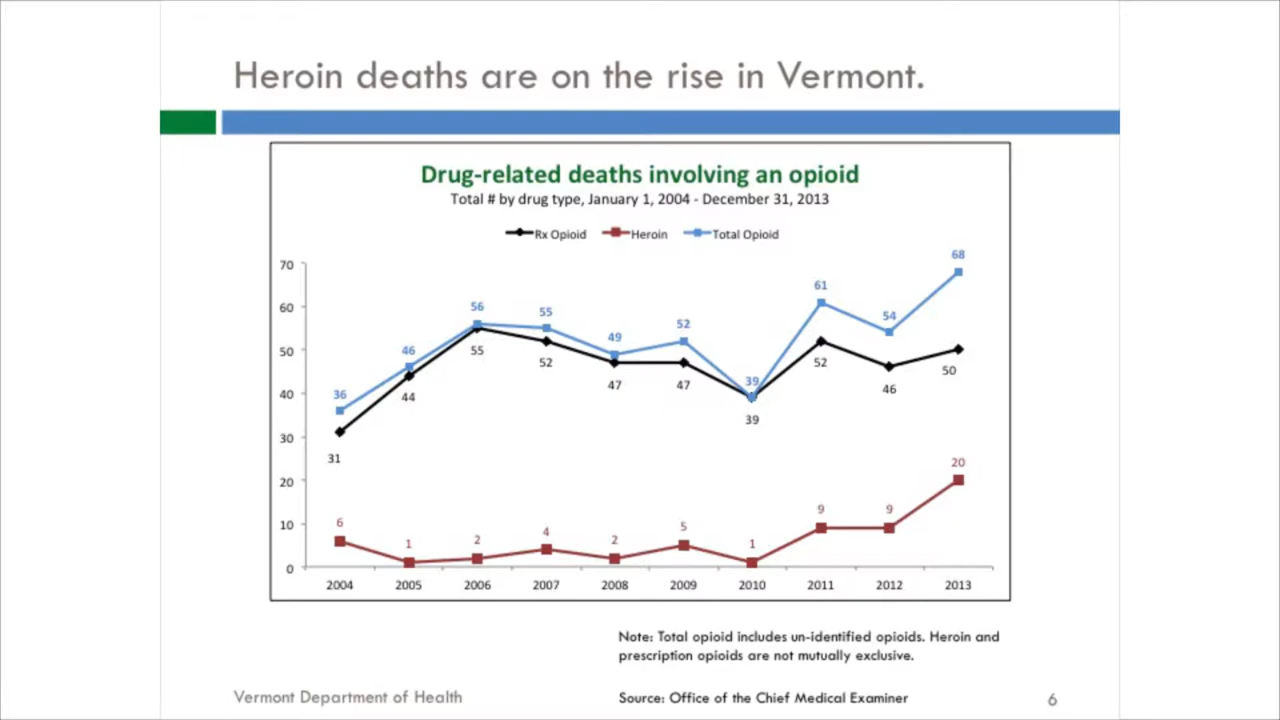 Heroin deaths are on the rise in Vermont.
Drug-related deaths involving an opioid
Total # by drug type, January 1, 2004 - December 31, 2013
Rx Opioid Heroin Total Opioid
70
60
50
40
30
20
10
0
36 46 56 55 49 52 39 61 54 68
31 44 55 52 47 47 39 52 46 50
6 1 2 4 2 5 1 9 9 20
2004 2005 2006 2007 2008 2009 2010 2011 2012 2013
Note: Total opioid includes un-identified opioids. Heroin and
prescription opioids are not mutually exclusive.
Vermont Department of Health
Source: Office of the Chief Medical Examiner
6